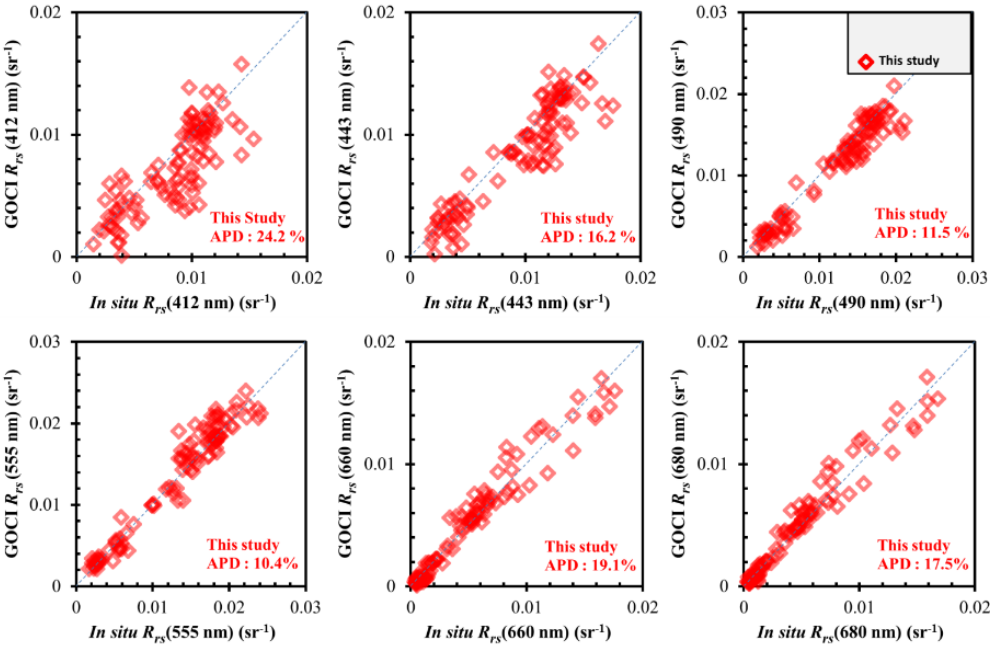 GOCI Rrs (412 nm) (sr-1)
0.02
0.01
0
This Study
APD : 24.2 %
0 0.01 0.02
In situ Rrs(412 nm) (sr-1)
GOCI Rrs (443 nm) (sr-1)
0.02
0.01
0
This Study
APD : 16.2 %
0 0.01 0.02
In situ Rrs(443 nm) (sr-1)
GOCI Rrs (490 nm) (sr-1)
0.03
0.02
0.01
0
This study
This study
APD : 11.5 %
0 0.01 0.02 0.03
In situ Rrs(490 nm) (sr-1)
GOCI Rrs (555 nm) (sr-1)
0.03
0.02
0.01
0
This study
APD : 10.4%
0 0.01 0.02 0.03
In situ Rrs(555 nm) (sr-1)
GOCI Rrs (660 nm) (sr-1)
0.02
0.01
0
This study
APD : 19.1%
0 0.01 0.02
In situ Rrs(660 nm) (sr-1)
GOCI Rrs (680 nm) (sr-1)
0.02
0.01
0
This study
APD : 17.5%
0 0.01 0.02
In situ Rrs(680 nm) (sr-1)